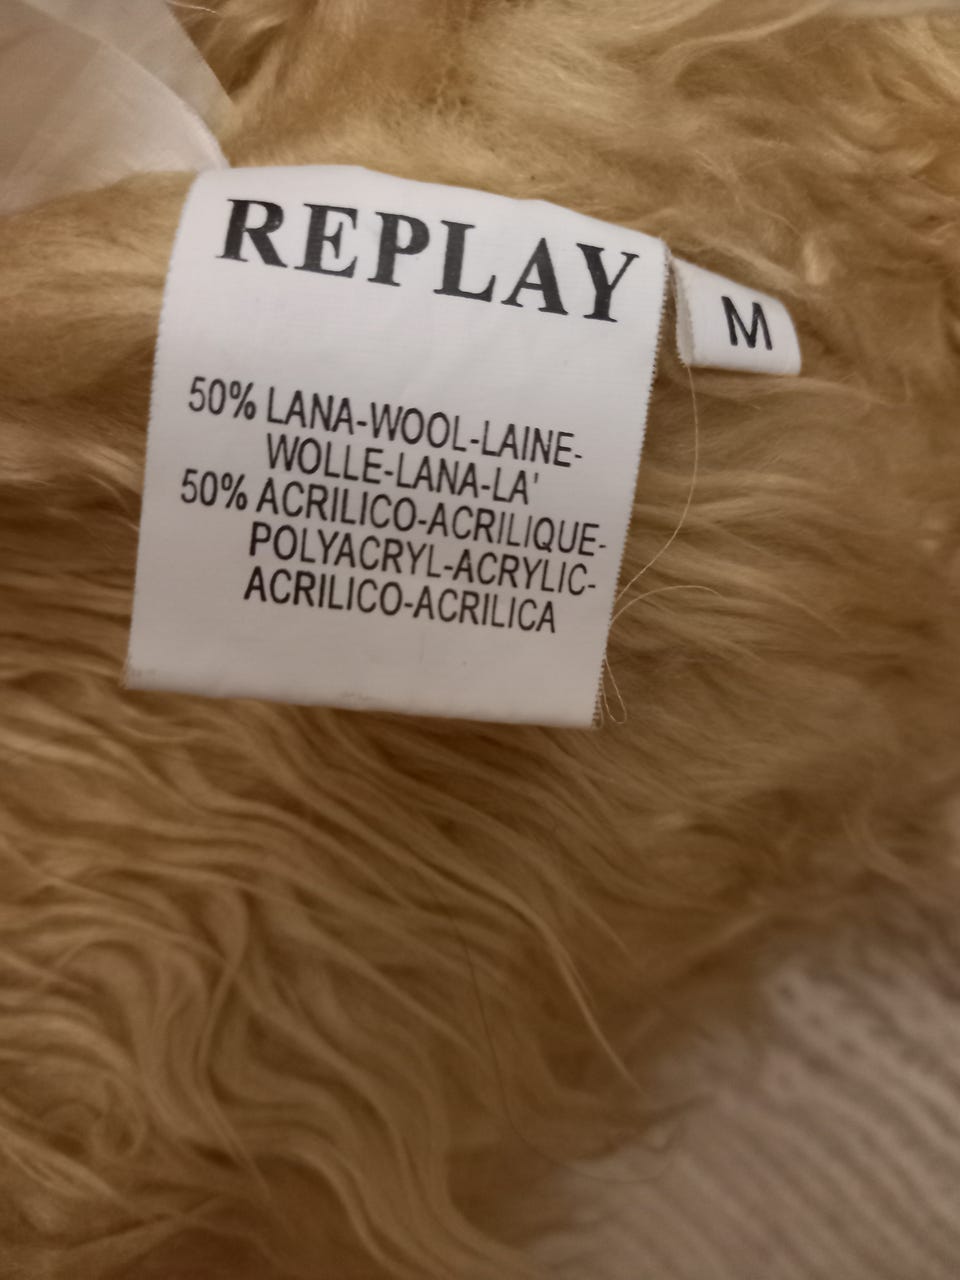 REPLAY
M
50% LANA-WOOL-LAINE-
WOLLE-LANA-LA'
50% ACRILICO-ACRILIQUE-
POLYACRYL-ACRYLIC-
ACRILICO-ACRILICA